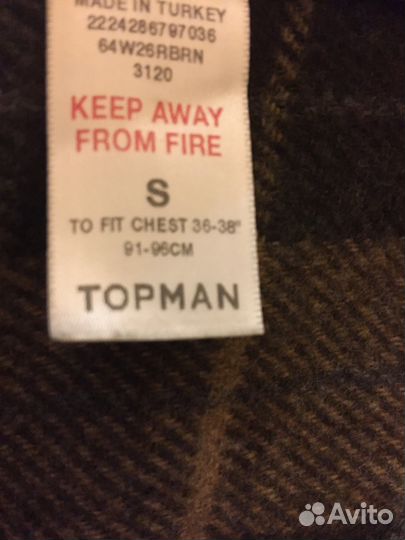 MADE IN TURKEY
2224286797036
64W26RBRN
3120
KEEP AWAY
FROM FIRE
S
TO FIT CHEST 36-38"
91-96CM
TOPMAN
Avito